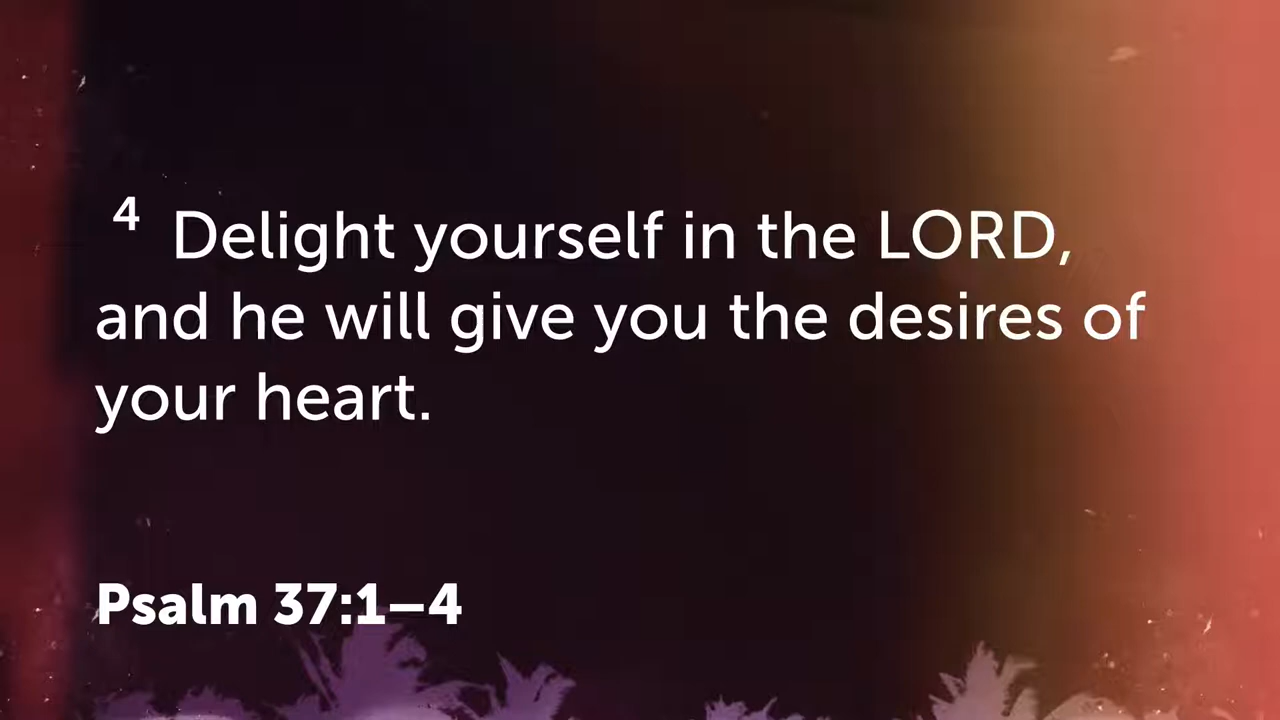 4 Delight yourself in the LORD,
and he will give you the desires of
your heart.
Psalm 37:1–4